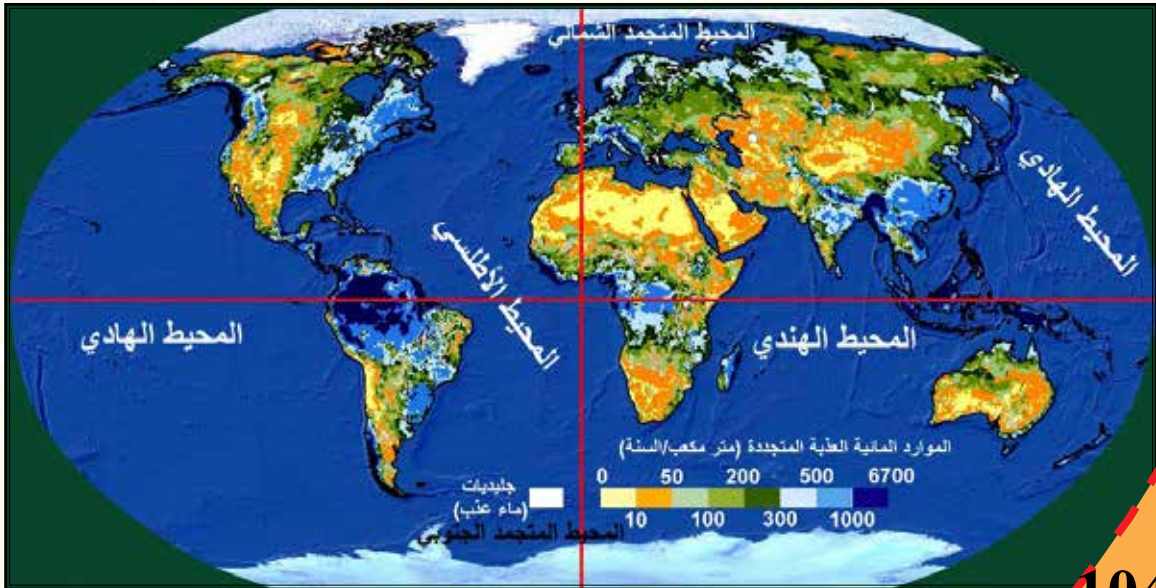 المحيط المتجمد الشمالي
المحيط الهادي
المحيط الأطلسي
المحيط الهادي
المحيط الهندي
الموارد المائية العذبة المتجددة (متر مكعب/السنة)
0 50 200 500 6700
10 100 300 1000
جليديات
(ماء عذب)
المحيط المتجمد الجنوبي